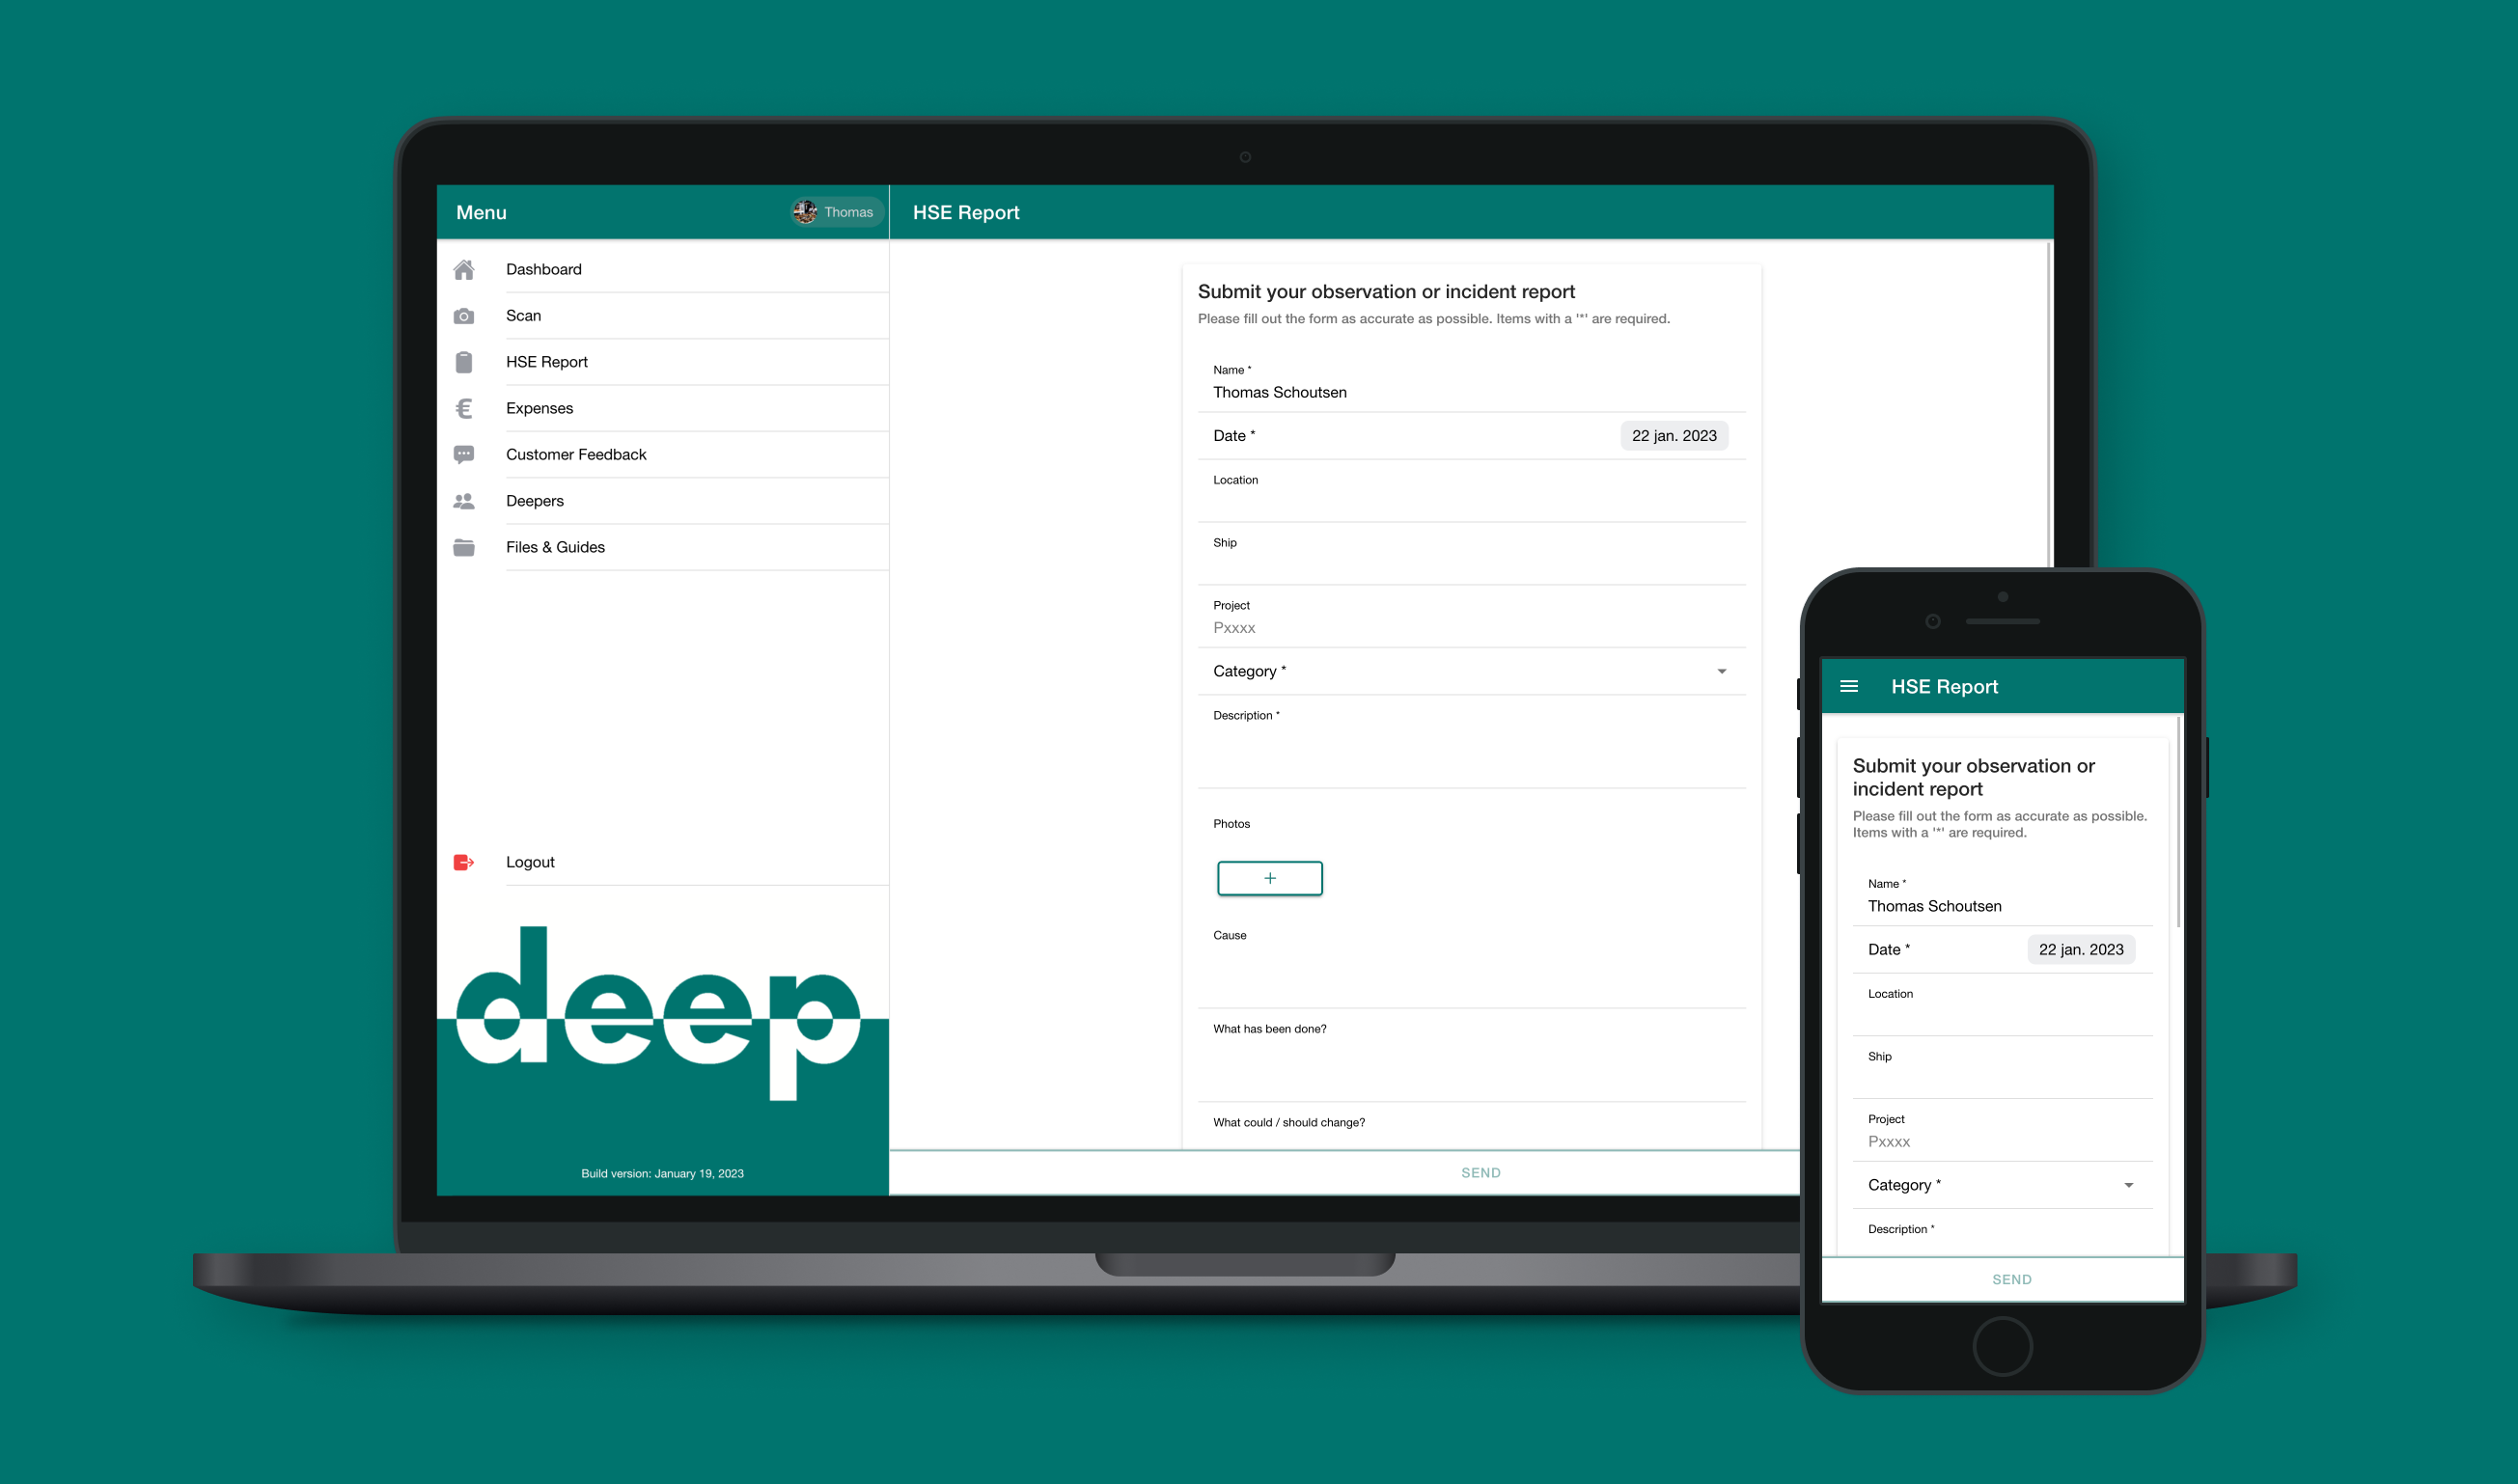 Menu
Thomas
Dashboard
Scan
HSE Report
€
Expenses
Customer Feedback
Deepers
Files & Guides
Logout
deep
Build version: January 19, 2023
HSE Report
Submit your observation or incident report
Please fill out the form as accurate as possible. Items with a '*' are required.
Name *
Thomas Schoutsen
Date *
22 jan. 2023
Location
Ship
Project
Pxxxx
Category *
Description *
Photos
+
Cause
What has been done?
What could / should change?
SEND
HSE Report
Submit your observation or
incident report
Please fill out the form as accurate as possible.
Items with a '*' are required.
Name *
Thomas Schoutsen
Date *
22 jan. 2023
Location
Ship
Project
Pxxxx
Category *
Description *
SEND